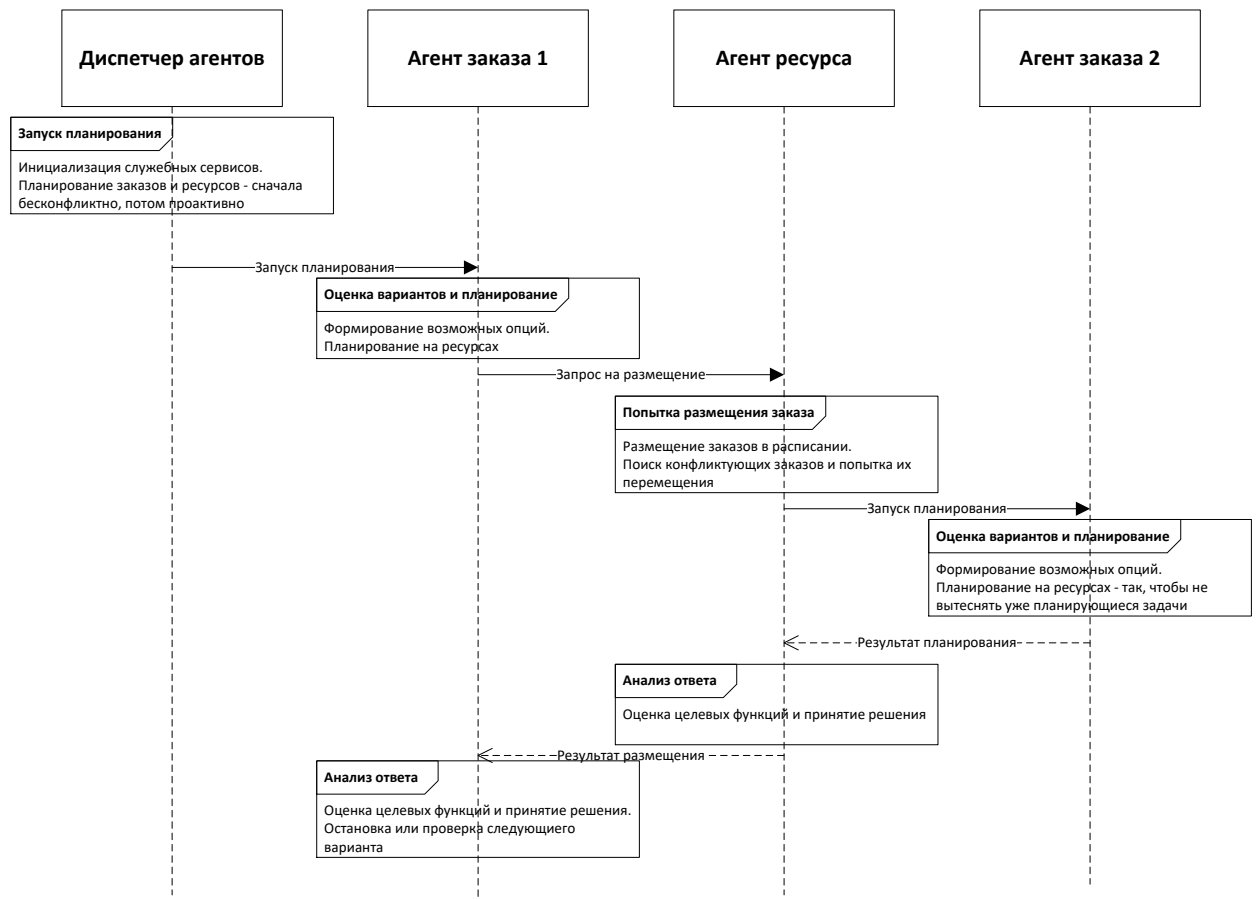 Диспетчер агентов
Агент заказа 1
Агент ресурса
Агент заказа 2
Запуск планирования
Инициализация служебных сервисов.
Планирование заказов и ресурсов - сначала
бесконфликтно, потом проактивно
Запуск планирования
Оценка вариантов и планирование
Формирование возможных опций.
Планирование на ресурсах
Запрос на размещение
Попытка размещения заказа
Размещение заказов в расписании.
Поиск конфликтующих заказов и попытка их
перемещения
Запуск планирования
Оценка вариантов и планирование
Формирование возможных опций.
Планирование на ресурсах - так, чтобы не
вытеснять уже планирующиеся задачи
Результат планирования
Анализ ответа
Оценка целевых функций и принятие решения
Результат размещения
Анализ ответа
Оценка целевых функций и принятие решения.
Остановка или проверка следующиего
варианта